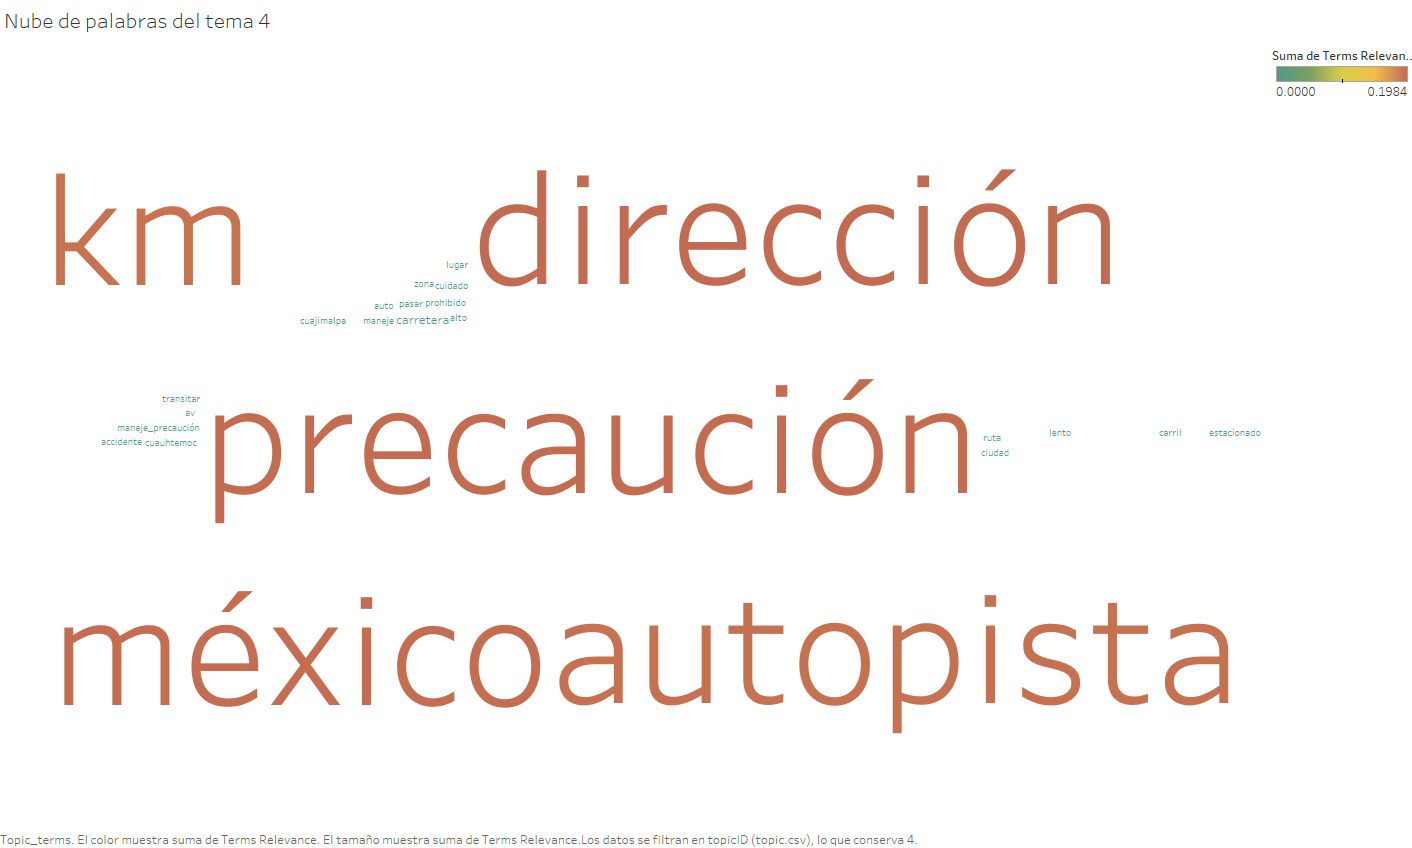 Nube de palabras del tema 4
Suma de Terms Relevan..
0.0000 0.1984
km dirección
lugar
zona cuidado
auto pasar prohibido
cuajimalpa maneje carretera alto
transitar
av
maneje_precaución
accidente cuauhtemoc
precaución
ruta
ciudad
lento carril estacionado
méxico autopista
Topic_terms. El color muestra suma de Terms Relevance. El tamaño muestra suma de Terms Relevance.Los datos se filtran en topicID (topic.csv), lo que conserva 4.